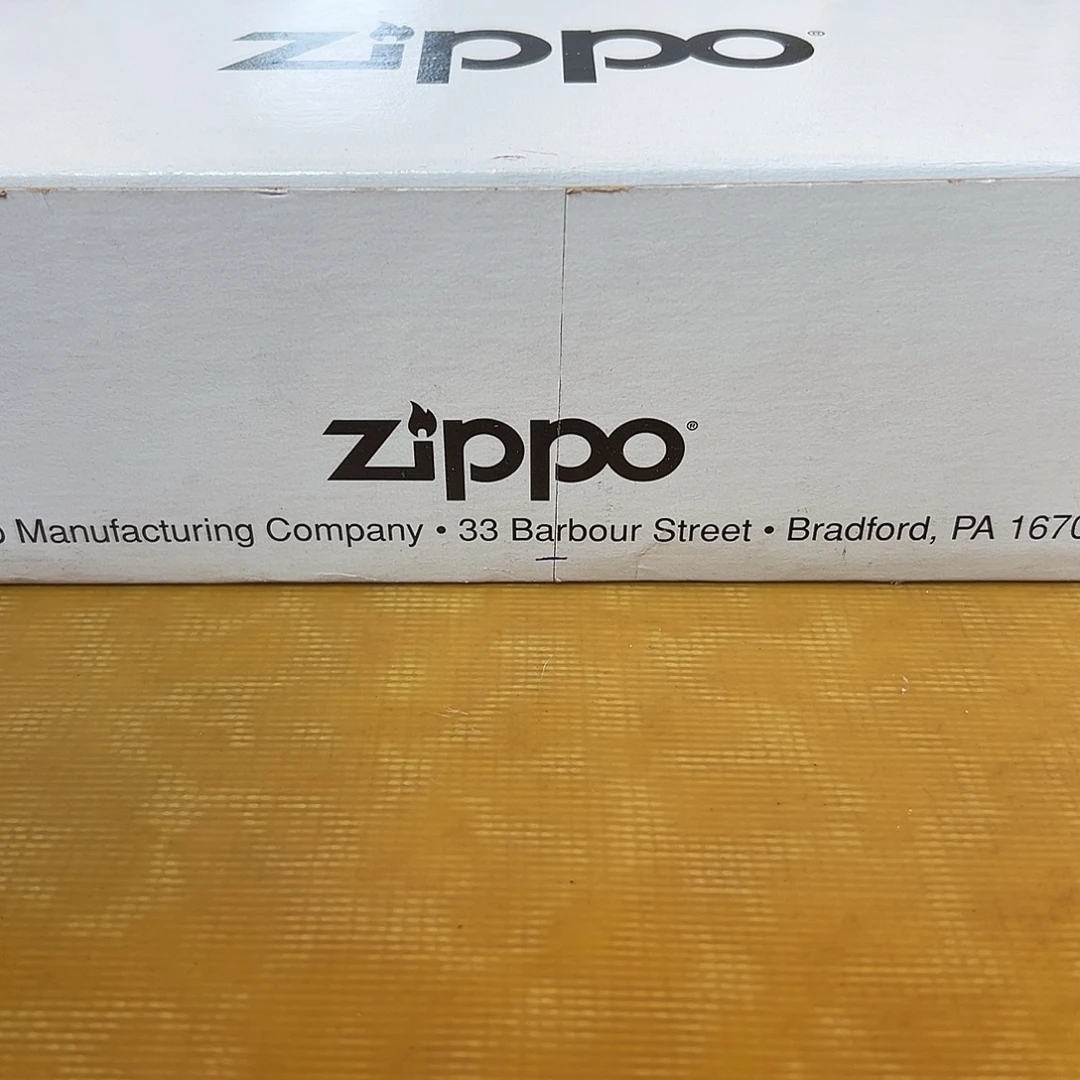 zippo®
zippo®
Manufacturing Company • 33 Barbour Street • Bradford, PA